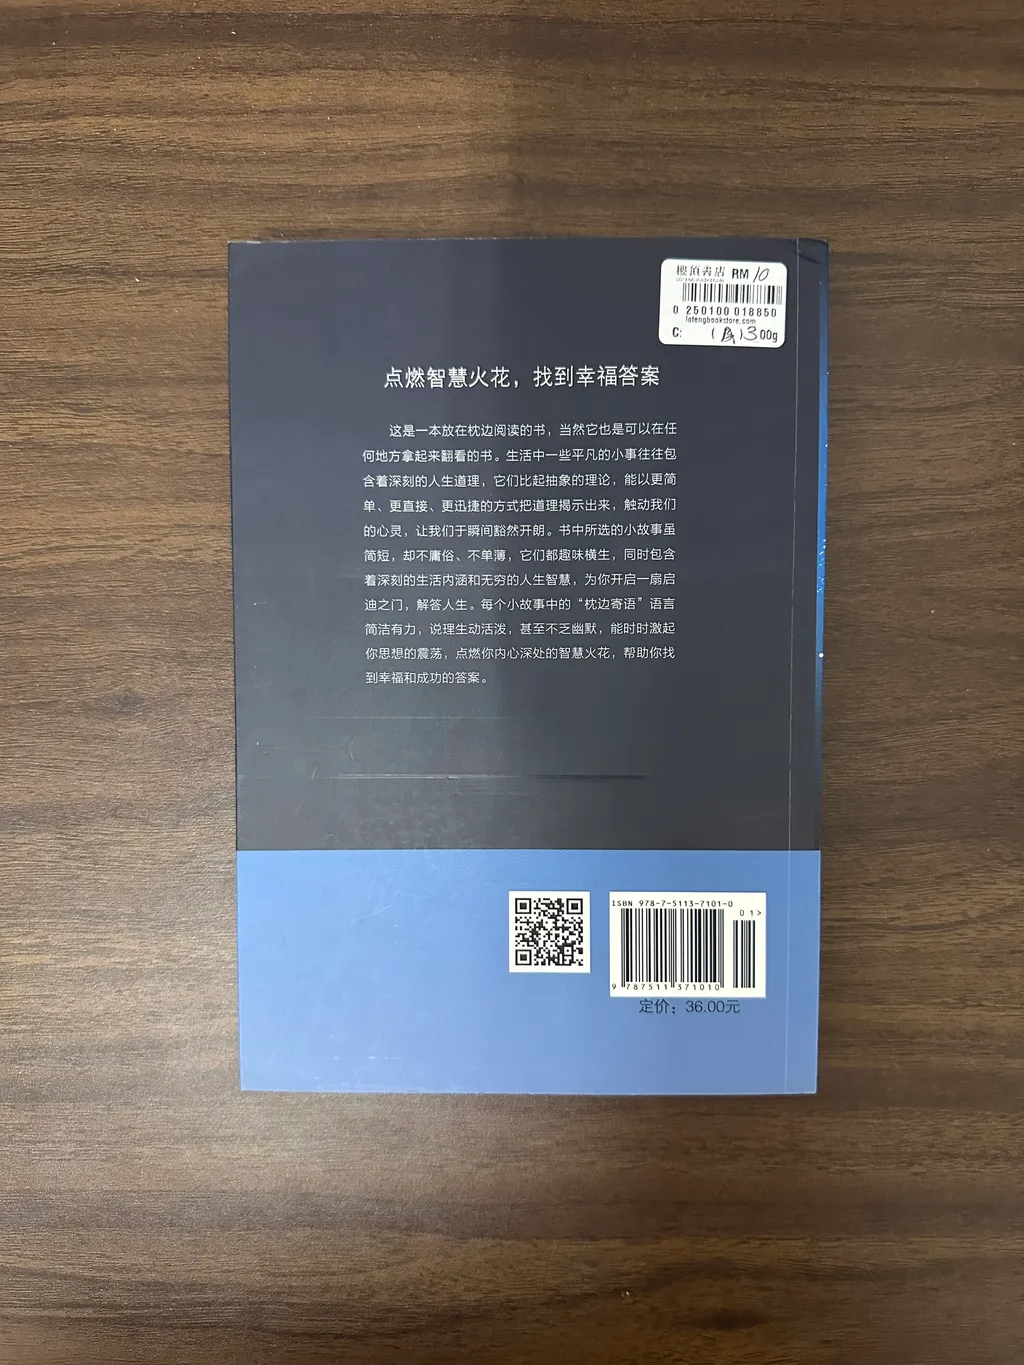 樓頂書店 RM 10
0 250100 018850
lotengbookstore.com
C: 300g
点燃智慧火花，找到幸福答案
这是一本放在枕边阅读的书，当然它也是可以在任
何地方拿起来翻看的书。生活中一些平凡的小事往往包
含着深刻的人生道理，它们比起抽象的理论，能以更简
单、更直接、更迅捷的方式把道理揭示出来，触动我们
的心灵，让我们于瞬间豁然开朗。书中所选的小故事虽
简短，却不庸俗、不单薄，它们都趣味横生，同时包含
着深刻的生活内涵和无穷的人生智慧，为你开启一扇启
迪之门，解答人生。每个小故事中的“枕边寄语”语言
简洁有力，说理生动活泼，甚至不乏幽默，能时时激起
你思想的震荡，点燃你内心深处的智慧火花，帮助你找
到幸福和成功的答案。
ISBN 978-7-5113-7101-0
01>
9 787511 371010
定价：36.00元